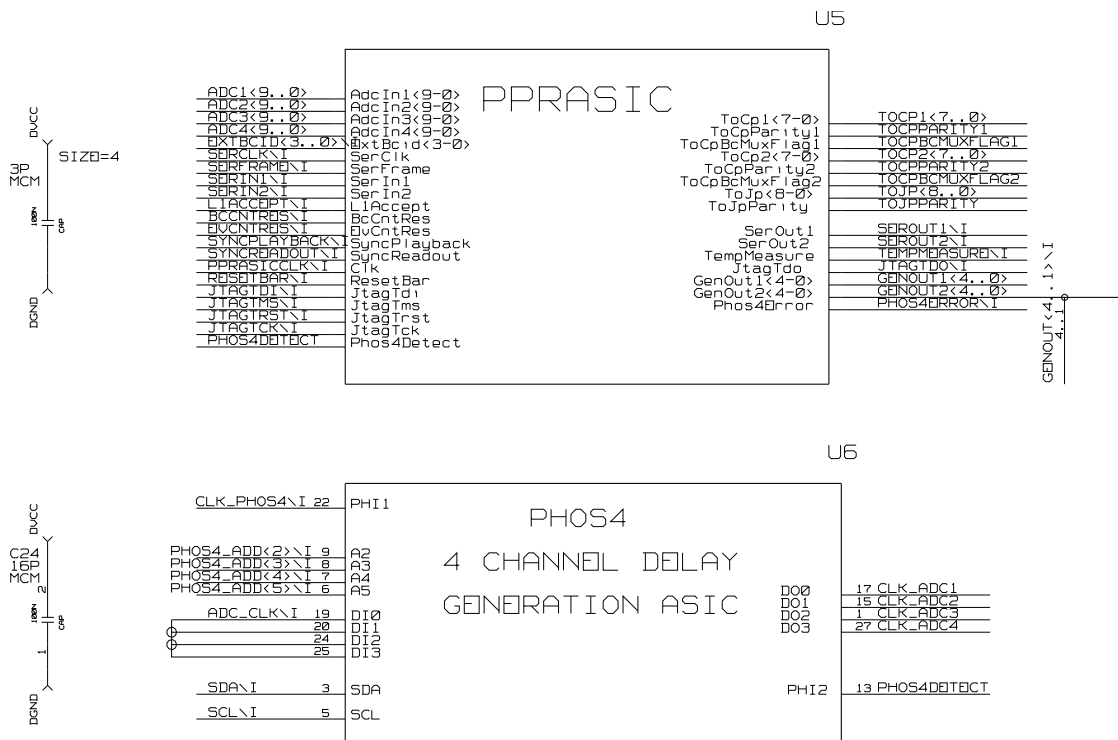 U5
PPRASIC
ADC1<9..0>
ADC2<9..0>
ADC3<9..0>
ADC4<9..0>
EXTBCID<3..0>\I
SERCLK\I
SERFRAME\I
SERIN1\I
SERIN2\I
L1ACCEPT\I
BCCNTRES\I
EVCNTRES\I
SYNCPLAYBACK\I
SYNCREADOUT\I
PPRASICCLK\I
RESETBAR\I
JTAGTDI\I
JTAGTMS\I
JTAGTRST\I
JTAGTCK\I
PHOS4DETECT
AdcIn1<9-0>
AdcIn2<9-0>
AdcIn3<9-0>
AdcIn4<9-0>
ExtBcid<3-0>
SerClk
SerFrame
SerIn1
SerIn2
L1Accept
BcCntRes
EvCntRes
SyncPlayback
SyncReadout
Clk
ResetBar
JtagTdi
JtagTms
JtagTrst
JtagTck
Phos4Detect
ToCp1<7-0>
ToCpParity1
ToCpBcMuxFlag1
ToCp2<7-0>
ToCpParity2
ToCpBcMuxFlag2
ToJp<8-0>
ToJpParity
SerOut1
SerOut2
TempMeasure
JtagTdo
GenOut1<4-0>
GenOut2<4-0>
Phos4Error
TOCP1<7..0>
TOCPPARITY1
TOCPBCMUXFLAG1
TOCP2<7..0>
TOCPPARITY2
TOCPBCMUXFLAG2
TOJP<8..0>
TOJPPARITY
SEROUT1\I
SEROUT2\I
TEMPMEASURE\I
JTAGTDO\I
GENOUT1<4..0>
GENOUT2<4..0>
PHOS4ERROR\I
GENOUT<4..1>\I
4..1
DVCC
SIZE=4
3P
MCM
100N
CAP
DGND
U6
PHOS4
4 CHANNEL DELAY
GENERATION ASIC
CLK_PHOS4\I 22 PHI1
PHOS4_ADD<2>\I 9 A2
PHOS4_ADD<3>\I 8 A3
PHOS4_ADD<4>\I 7 A4
PHOS4_ADD<5>\I 6 A5
ADC_CLK\I 19 DI0
20 DI1
24 DI2
25 DI3
SDA\I 3 SDA
SCL\I 5 SCL
DO0 17 CLK_ADC1
DO1 15 CLK_ADC2
DO2 1 CLK_ADC3
DO3 27 CLK_ADC4
PHI2 13 PHOS4DETECT
DVCC
C24
16P
MCM
2
100N
CAP
1
DGND